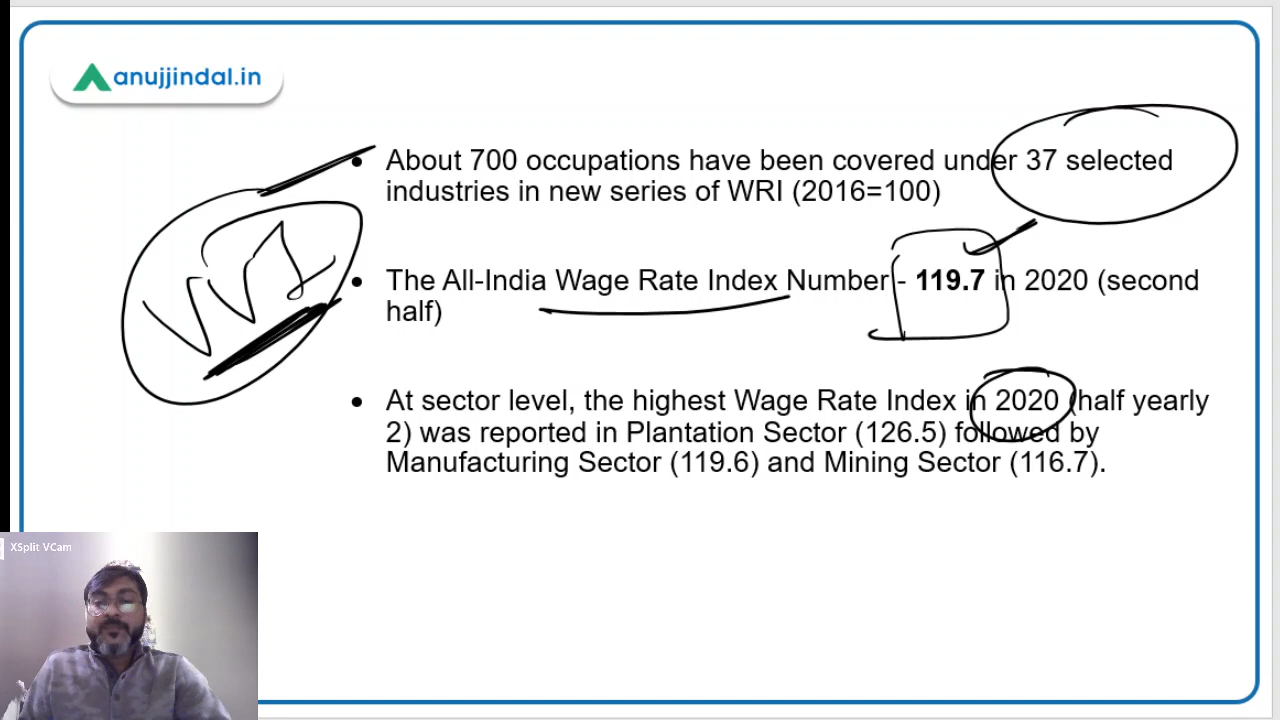 anujjindal.in
About 700 occupations have been covered under 37 selected
industries in new series of WRI (2016=100)
The All-India Wage Rate Index Number - 119.7 in 2020 (second
half)
At sector level, the highest Wage Rate Index in 2020 (half yearly
2) was reported in Plantation Sector (126.5) followed by
Manufacturing Sector (119.6) and Mining Sector (116.7).
XSplit VCam